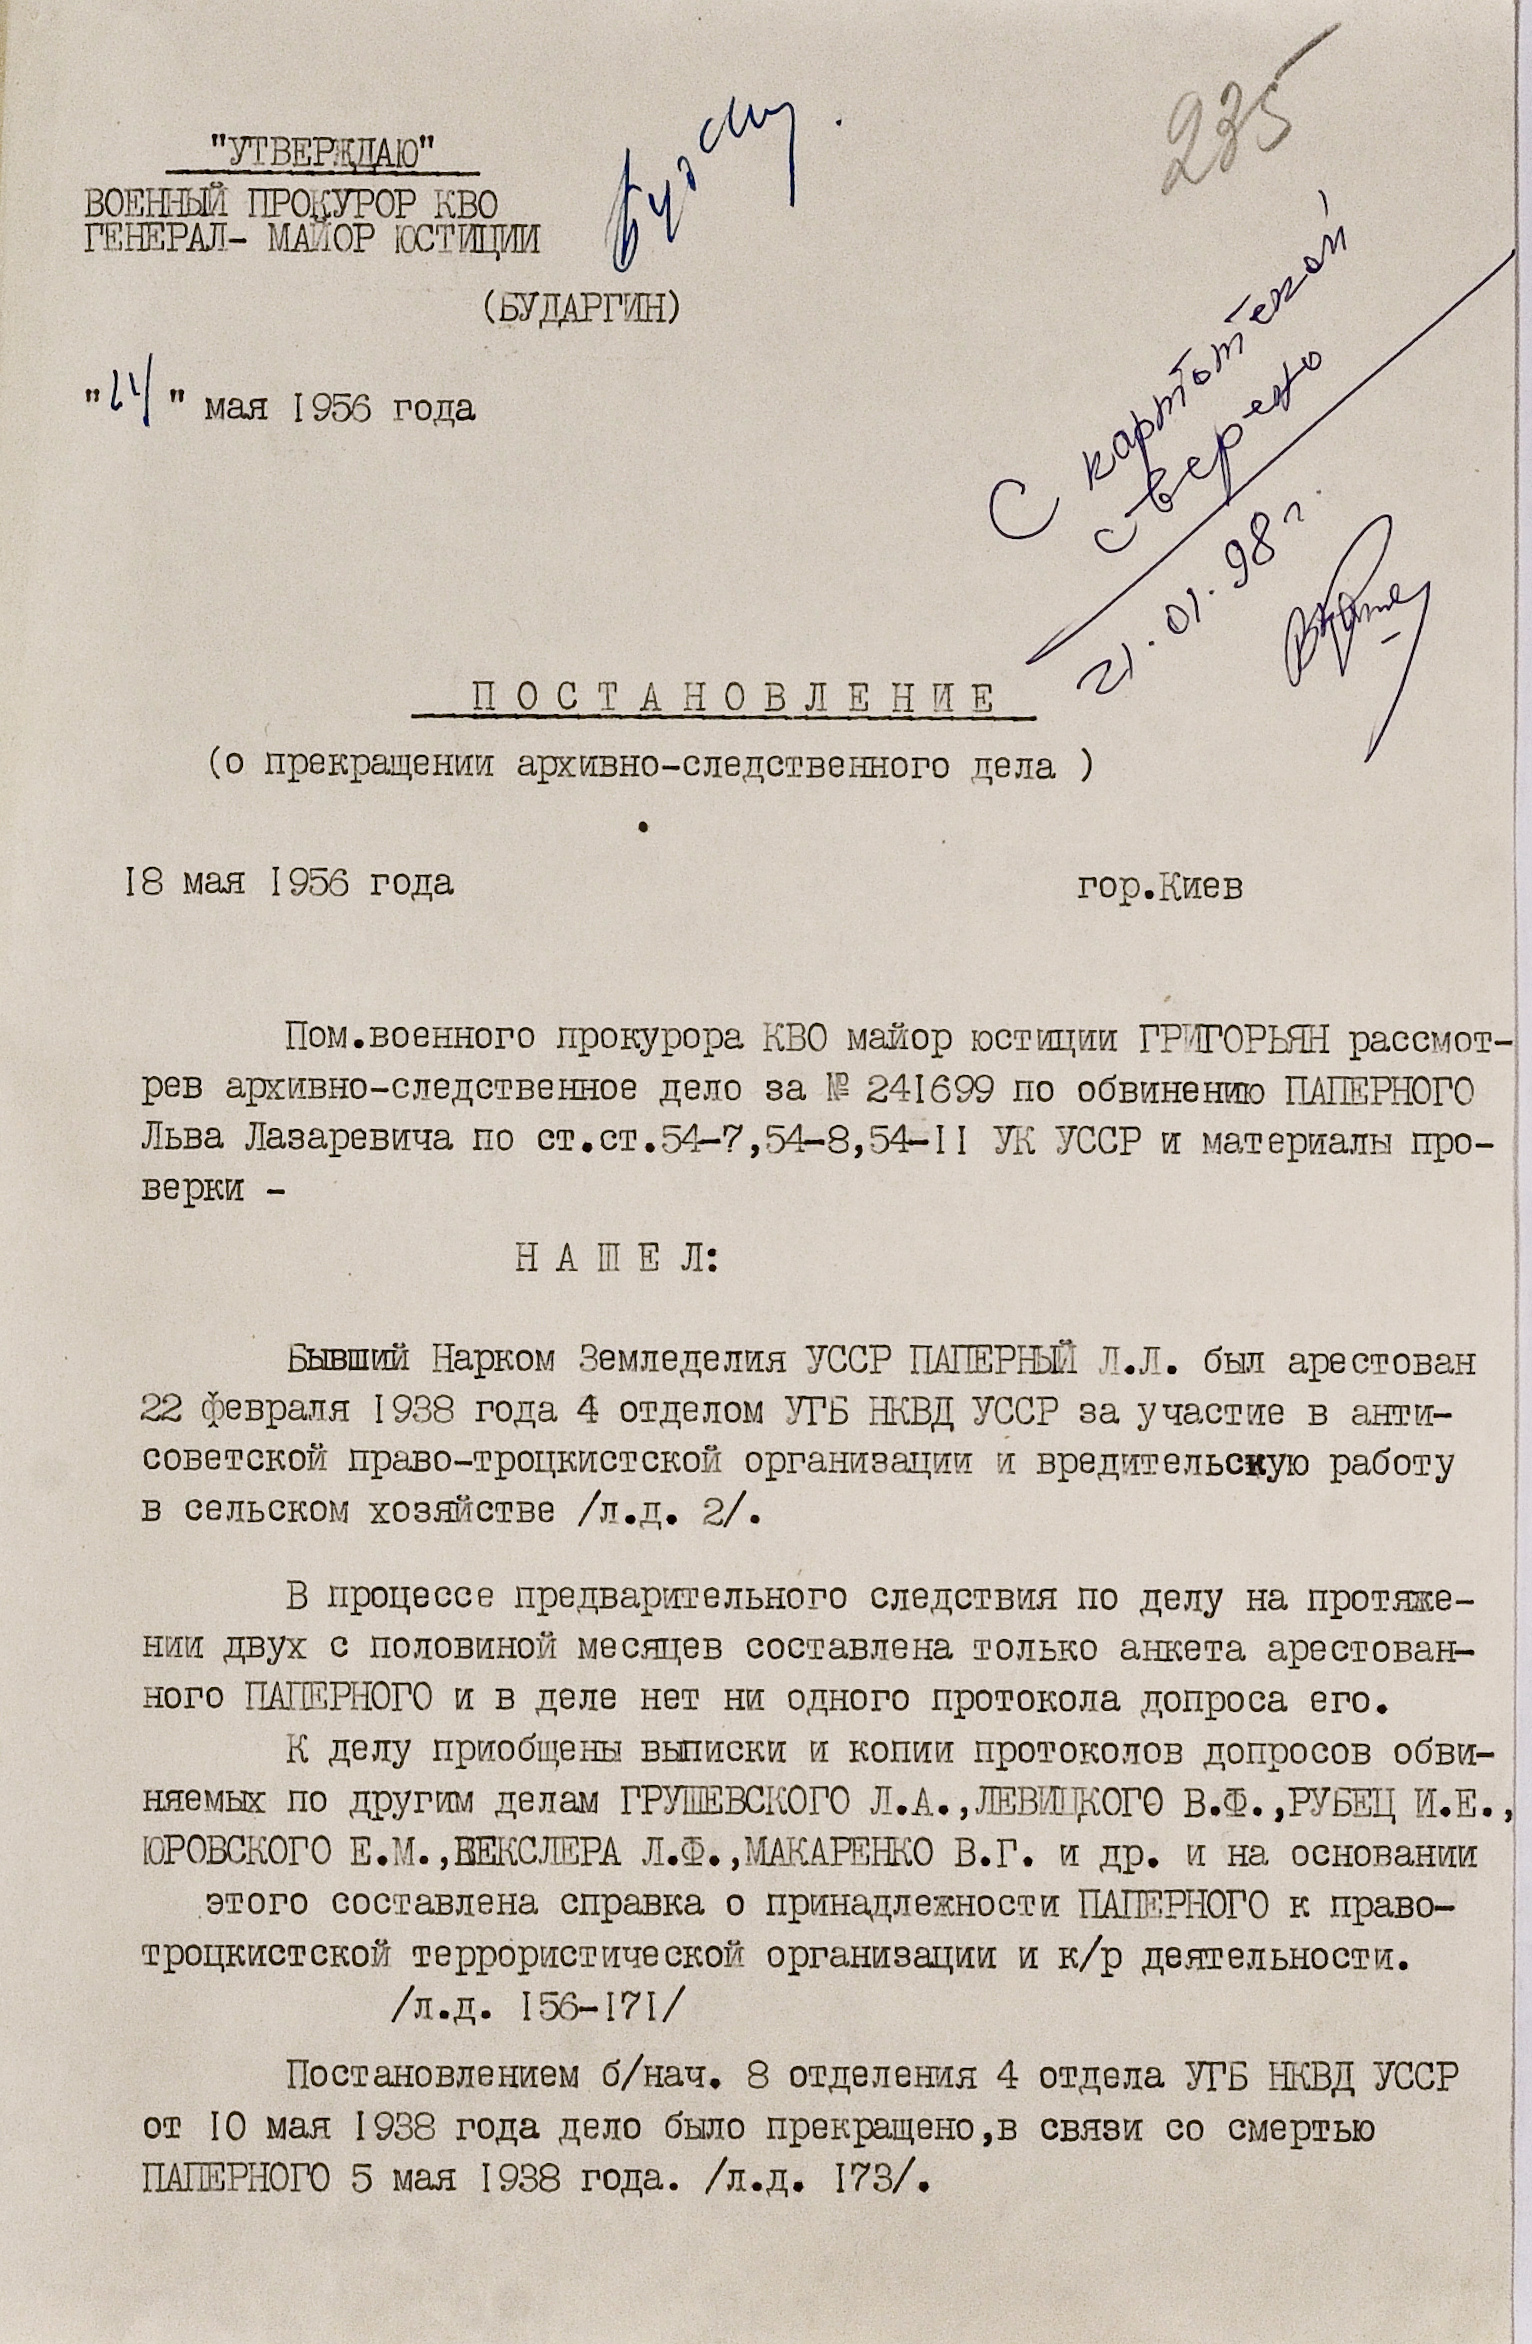 235
"УТВЕРЖДАЮ"
ВОЕННЫЙ ПРОКУРОР КВО
ГЕНЕРАЛ- МАЙОР ЮСТИЦИИ
(БУДАРГИН)
" " мая 1956 года
С картотекой
сверено
21.01.98г.
ПОСТАНОВЛЕНИЕ
(о прекращении архивно-следственного дела )
18 мая 1956 года гор.Киев
Пом.военного прокурора КВО майор юстиции ГРИГОРЬЯН рассмот-
рев архивно-следственное дело за № 241699 по обвинению ПАПЕРНОГО
Льва Лазаревича по ст.ст.54-7,54-8,54-11 УК УССР и материалы про-
верки -
НАШЕЛ:
Бывший Нарком Земледелия УССР ПАПЕРНЫЙ Л.Л. был арестован
22 февраля 1938 года 4 отделом УГБ НКВД УССР за участие в анти-
советской право-троцкистской организации и вредительскую работу
в сельском хозяйстве /л.д. 2/.
В процессе предварительного следствия по делу на протяже-
нии двух с половиной месяцев составлена только анкета арестован-
ного ПАПЕРНОГО и в деле нет ни одного протокола допроса его.
К делу приобщены выписки и копии протоколов допросов обви-
няемых по другим делам ГРУШЕВСКОГО Л.А.,ЛЕВИЦКОГО В.Ф.,РУБЕЦ И.Е.,
ЮРОВСКОГО Е.М.,ВЕКСЛЕРА Л.Ф.,МАКАРЕНКО В.Г. и др. и на основании
этого составлена справка о принадлежности ПАПЕРНОГО к право-
троцкистской террористической организации и к/р деятельности.
/л.д. 156-171/
Постановлением б/нач. 8 отделения 4 отдела УГБ НКВД УССР
от 10 мая 1938 года дело было прекращено,в связи со смертью
ПАПЕРНОГО 5 мая 1938 года. /л.д. 173/.